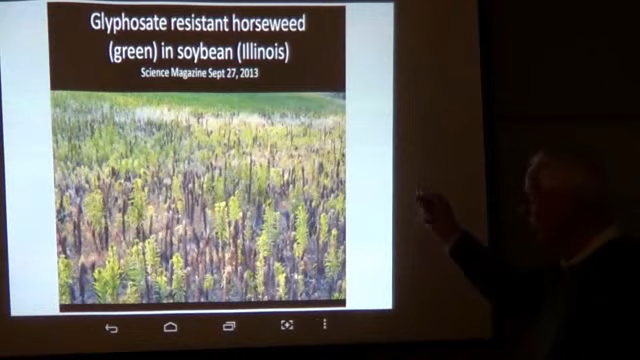 Glyphosate resistant horseweed
(green) in soybean (Illinois)
Science Magazine Sept 27, 2013